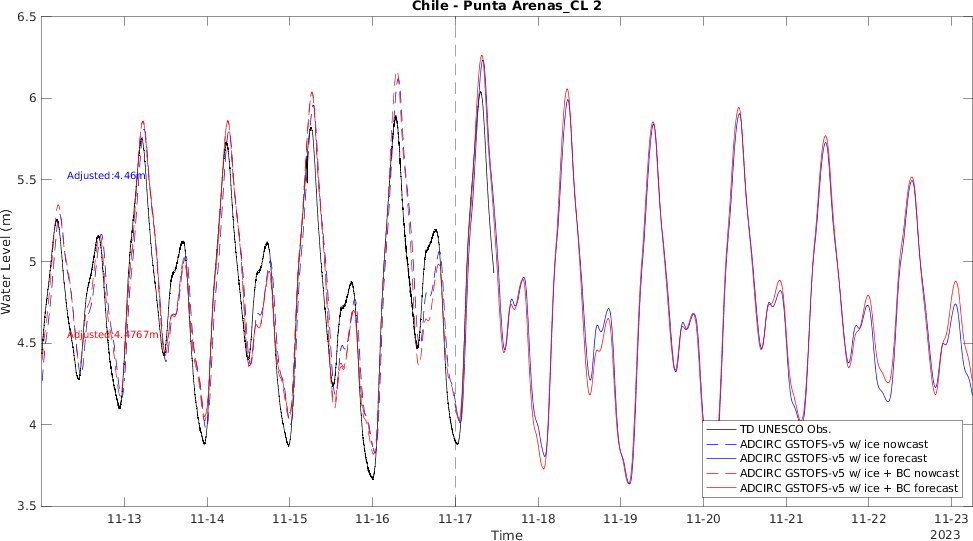 Chile - Punta Arenas_CL 2
Water Level (m)
6.5
6
5.5
5
4.5
4
3.5
Adjusted:4.46m
Adjusted:4.4767m
TD UNESCO Obs.
ADCIRC GSTOFS-v5 w/ ice nowcast
ADCIRC GSTOFS-v5 w/ ice forecast
ADCIRC GSTOFS-v5 w/ ice + BC nowcast
ADCIRC GSTOFS-v5 w/ ice + BC forecast
11-13 11-14 11-15 11-16 11-17 11-18 11-19 11-20 11-21 11-22 11-23
Time
2023